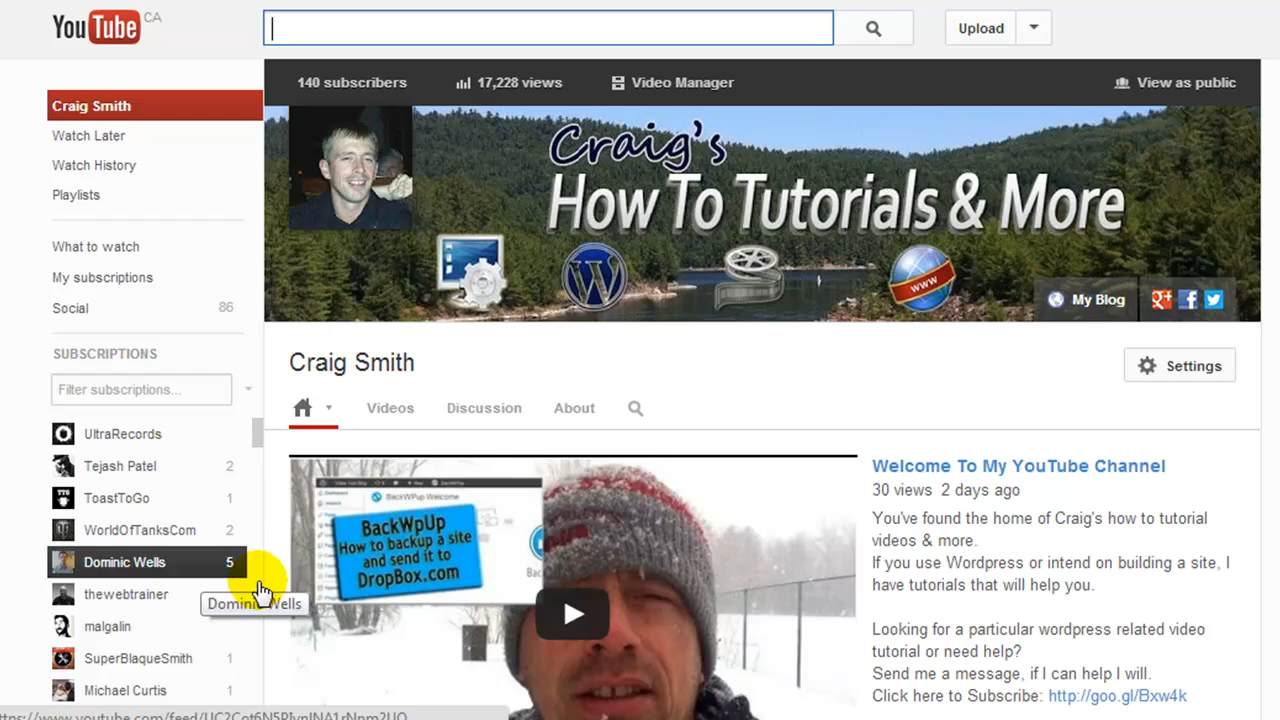 YouTube CA
Upload
Craig Smith
Watch Later
Watch History
Playlists
What to watch
My subscriptions
Social 86
SUBSCRIPTIONS
Filter subscriptions...
UltraRecords
Tejash Patel 2
ToastToGo 1
WorldOfTanksCom 2
Dominic Wells 5
Dominic Wells
thewebtrainer
malgalin
SuperBlaqueSmith 1
Michael Curtis 1
140 subscribers 17,228 views Video Manager View as public
Craig's
How To Tutorials & More
WWW
My Blog
Craig Smith
Settings
Videos Discussion About
BackWPup Welcome
BackWpUp
How to backup a site
and send it to
DropBox.com
Welcome To My YouTube Channel
30 views 2 days ago
You've found the home of Craig's how to tutorial
videos & more.
If you use Wordpress or intend on building a site, I
have tutorials that will help you.
Looking for a particular wordpress related video
tutorial or need help?
Send me a message, if I can help I will.
Click here to Subscribe: http://goo.gl/Bxw4k